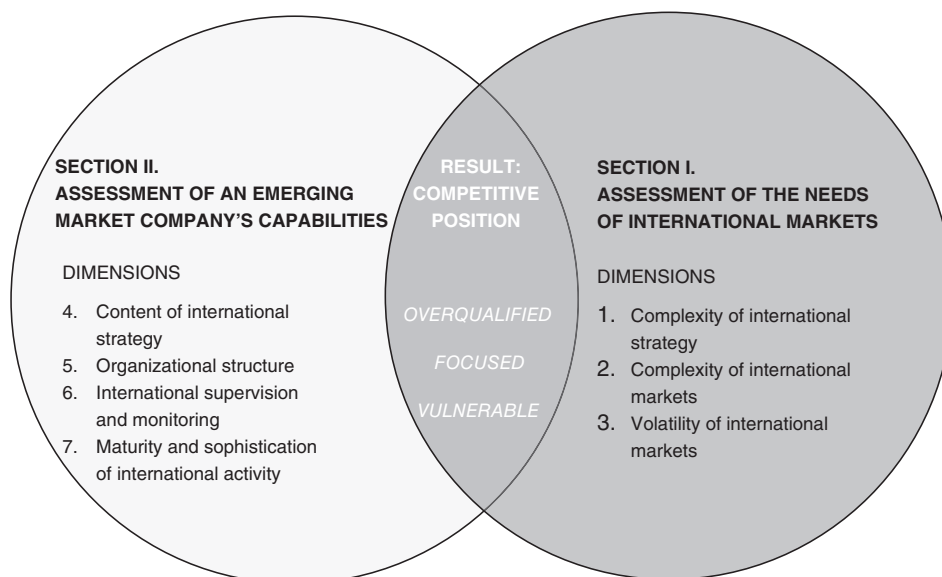 SECTION II.
ASSESSMENT OF AN EMERGING
MARKET COMPANY'S CAPABILITIES
DIMENSIONS
4. Content of international
strategy
5. Organizational structure
6. International supervision
and monitoring
7. Maturity and sophistication
of international activity
RESULT:
COMPETITIVE
POSITION
OVERQUALIFIED
FOCUSED
VULNERABLE
SECTION I.
ASSESSMENT OF THE NEEDS
OF INTERNATIONAL MARKETS
DIMENSIONS
1. Complexity of international
strategy
2. Complexity of international
markets
3. Volatility of international
markets